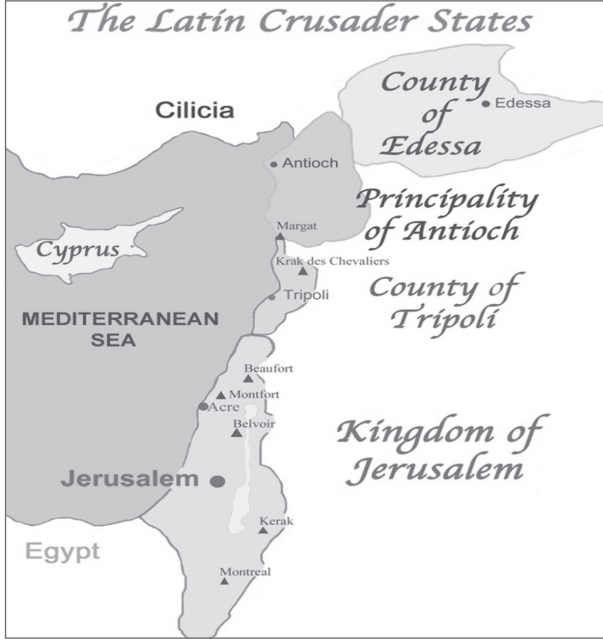 The Latin Crusader States
County
of
Edessa
Edessa
Cilicia
Antioch
Principality
of Antioch
Margat
Cyprus
Krak des Chevaliers
County of
Tripoli
Tripoli
MEDITERRANEAN
SEA
Beaufort
Montfort
Acre
Belvoir
Kingdom of
Jerusalem
Jerusalem
Kerak
Egypt
Montreal